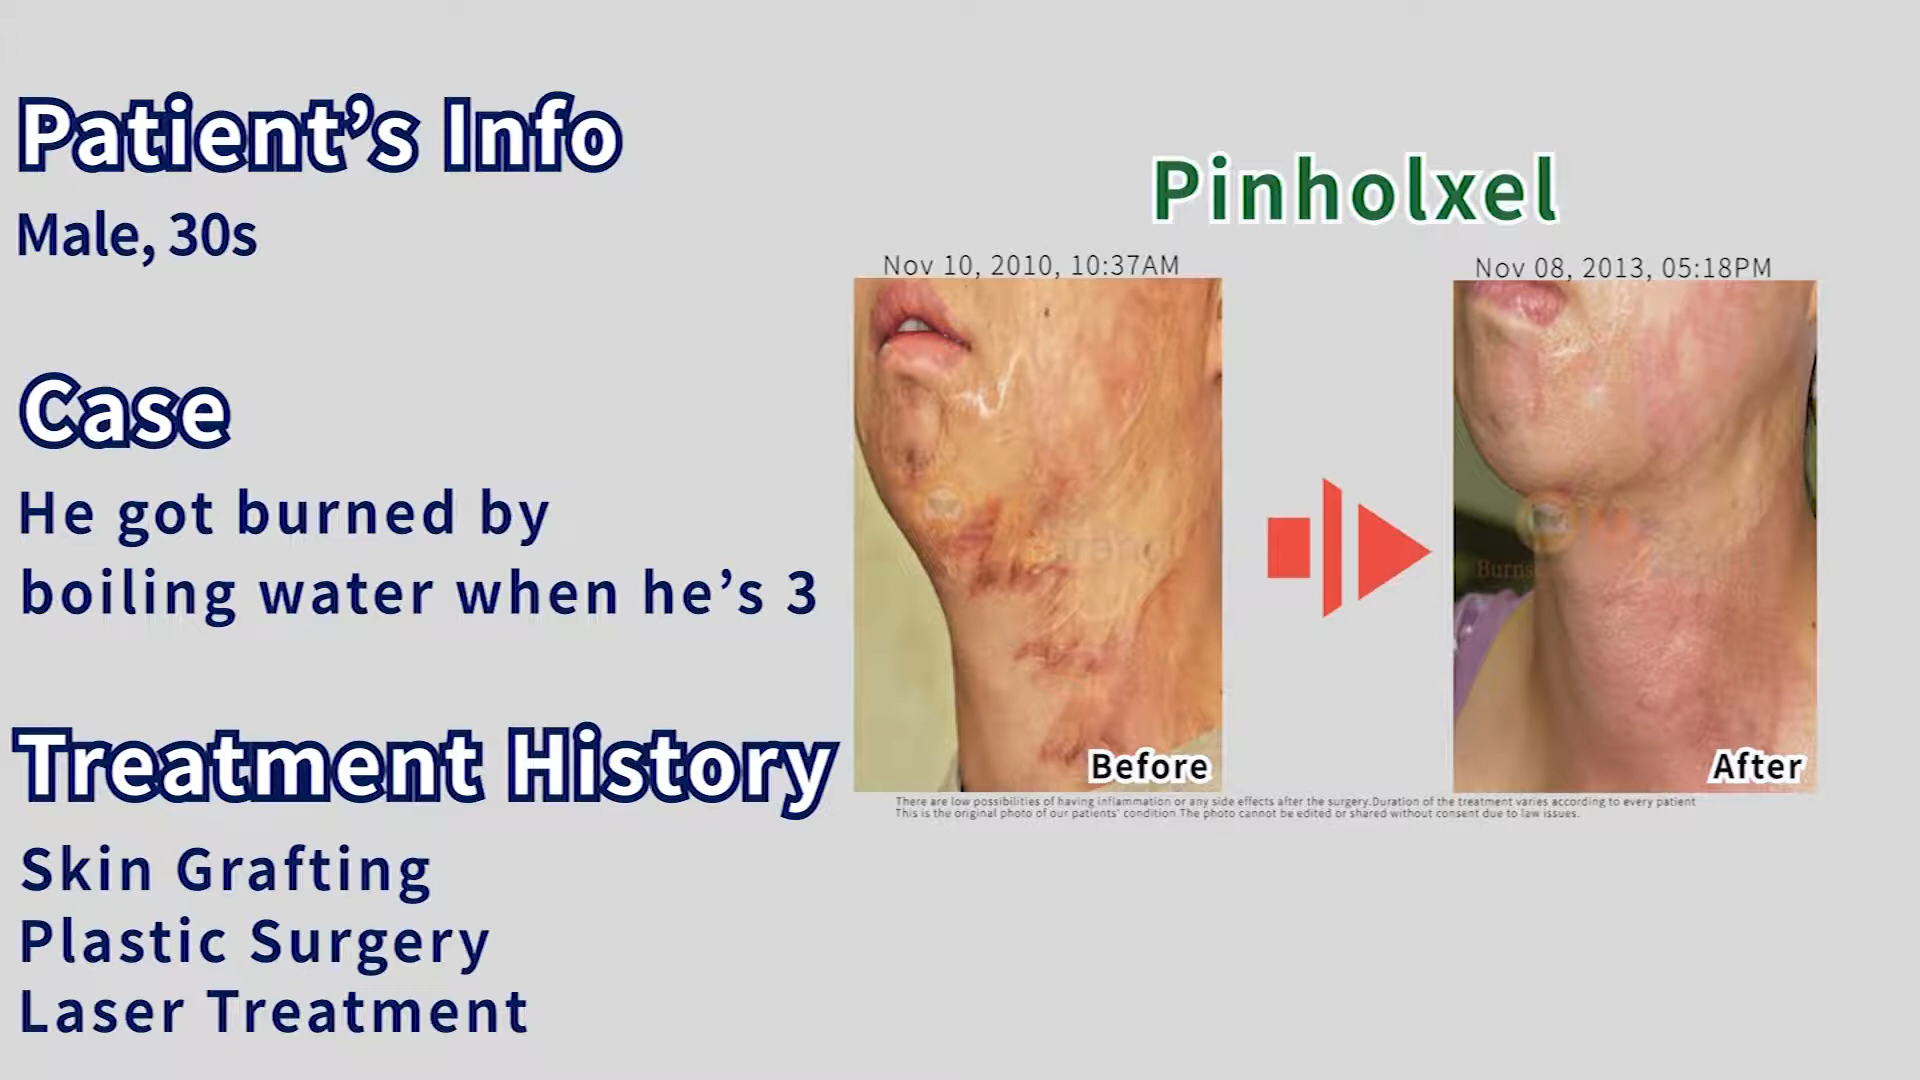 Patient's Info
Male, 30s
Case
He got burned by
boiling water when he's 3
Treatment History
Skin Grafting
Plastic Surgery
Laser Treatment
Pinholxel
Nov 10, 2010, 10:37AM
Nov 08, 2013, 05:18PM
Before
After
Burns
There are low possibilities of having inflammation or any side effects after the surgery.Duration of the treatment varies according to every patient
This is the original photo of our patients' condition.The photo cannot be edited or shared without consent due to law issues.